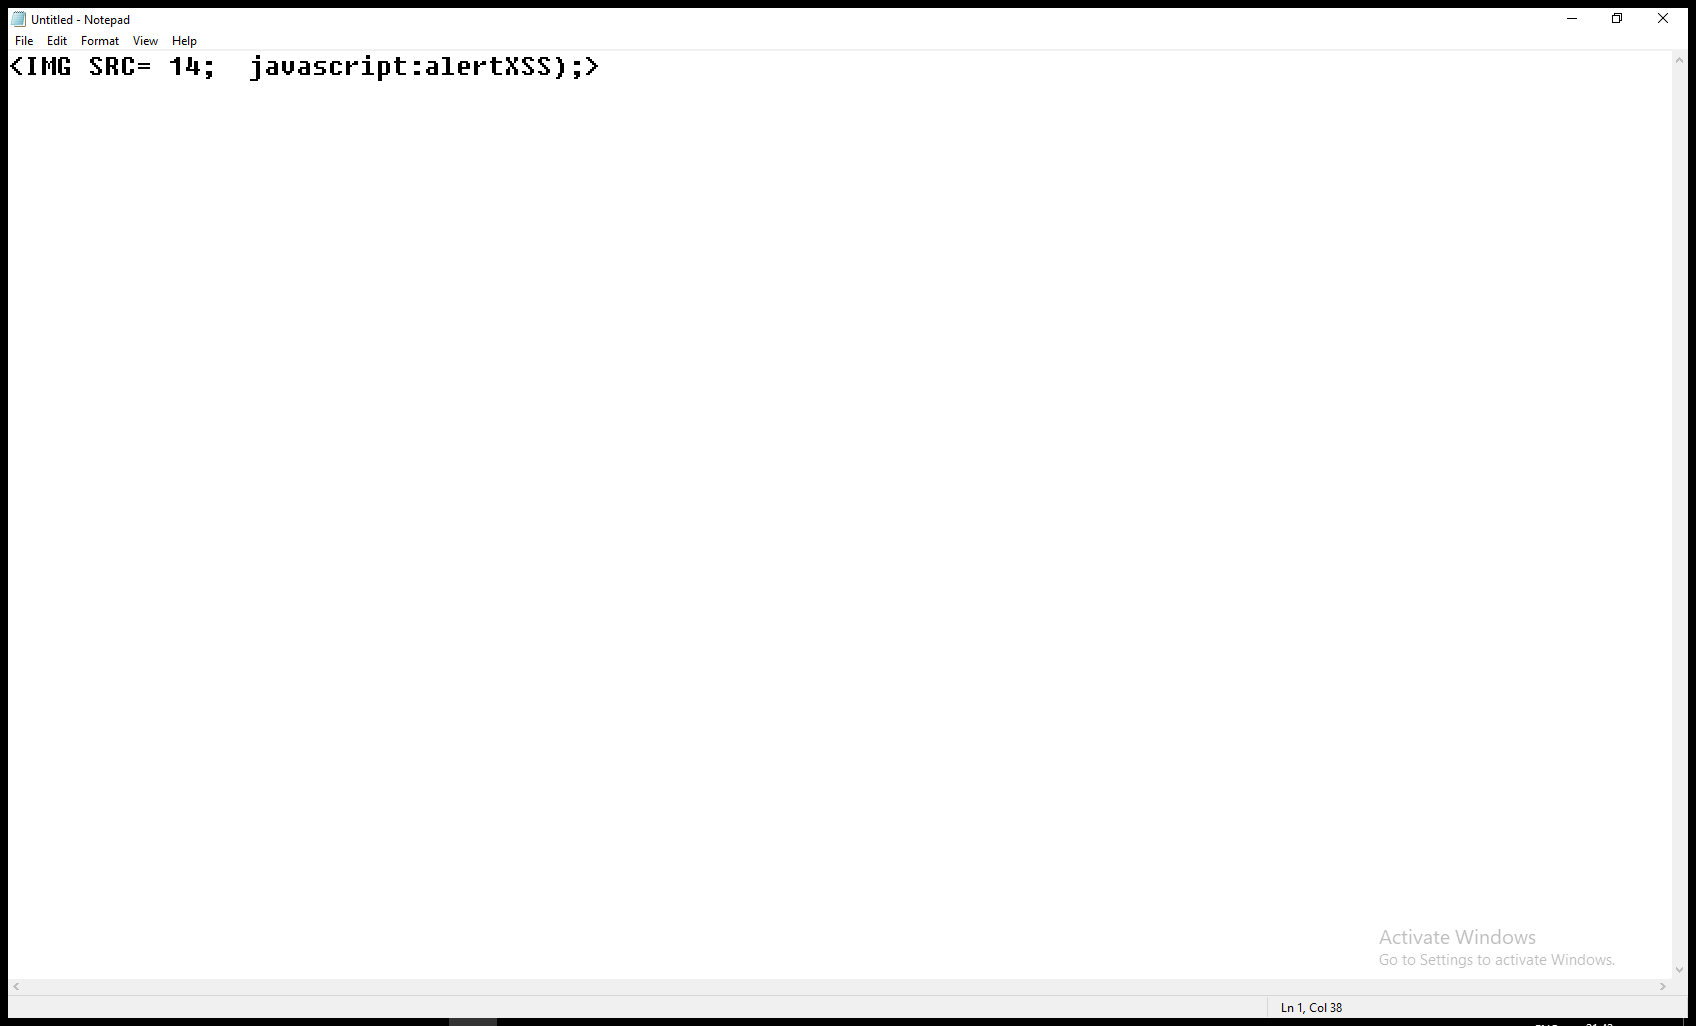 Untitled - Notepad
File Edit Format View Help
<IMG SRC= 14;  javascript:alertXSS);>
Activate Windows
Go to Settings to activate Windows.
Ln 1, Col 38